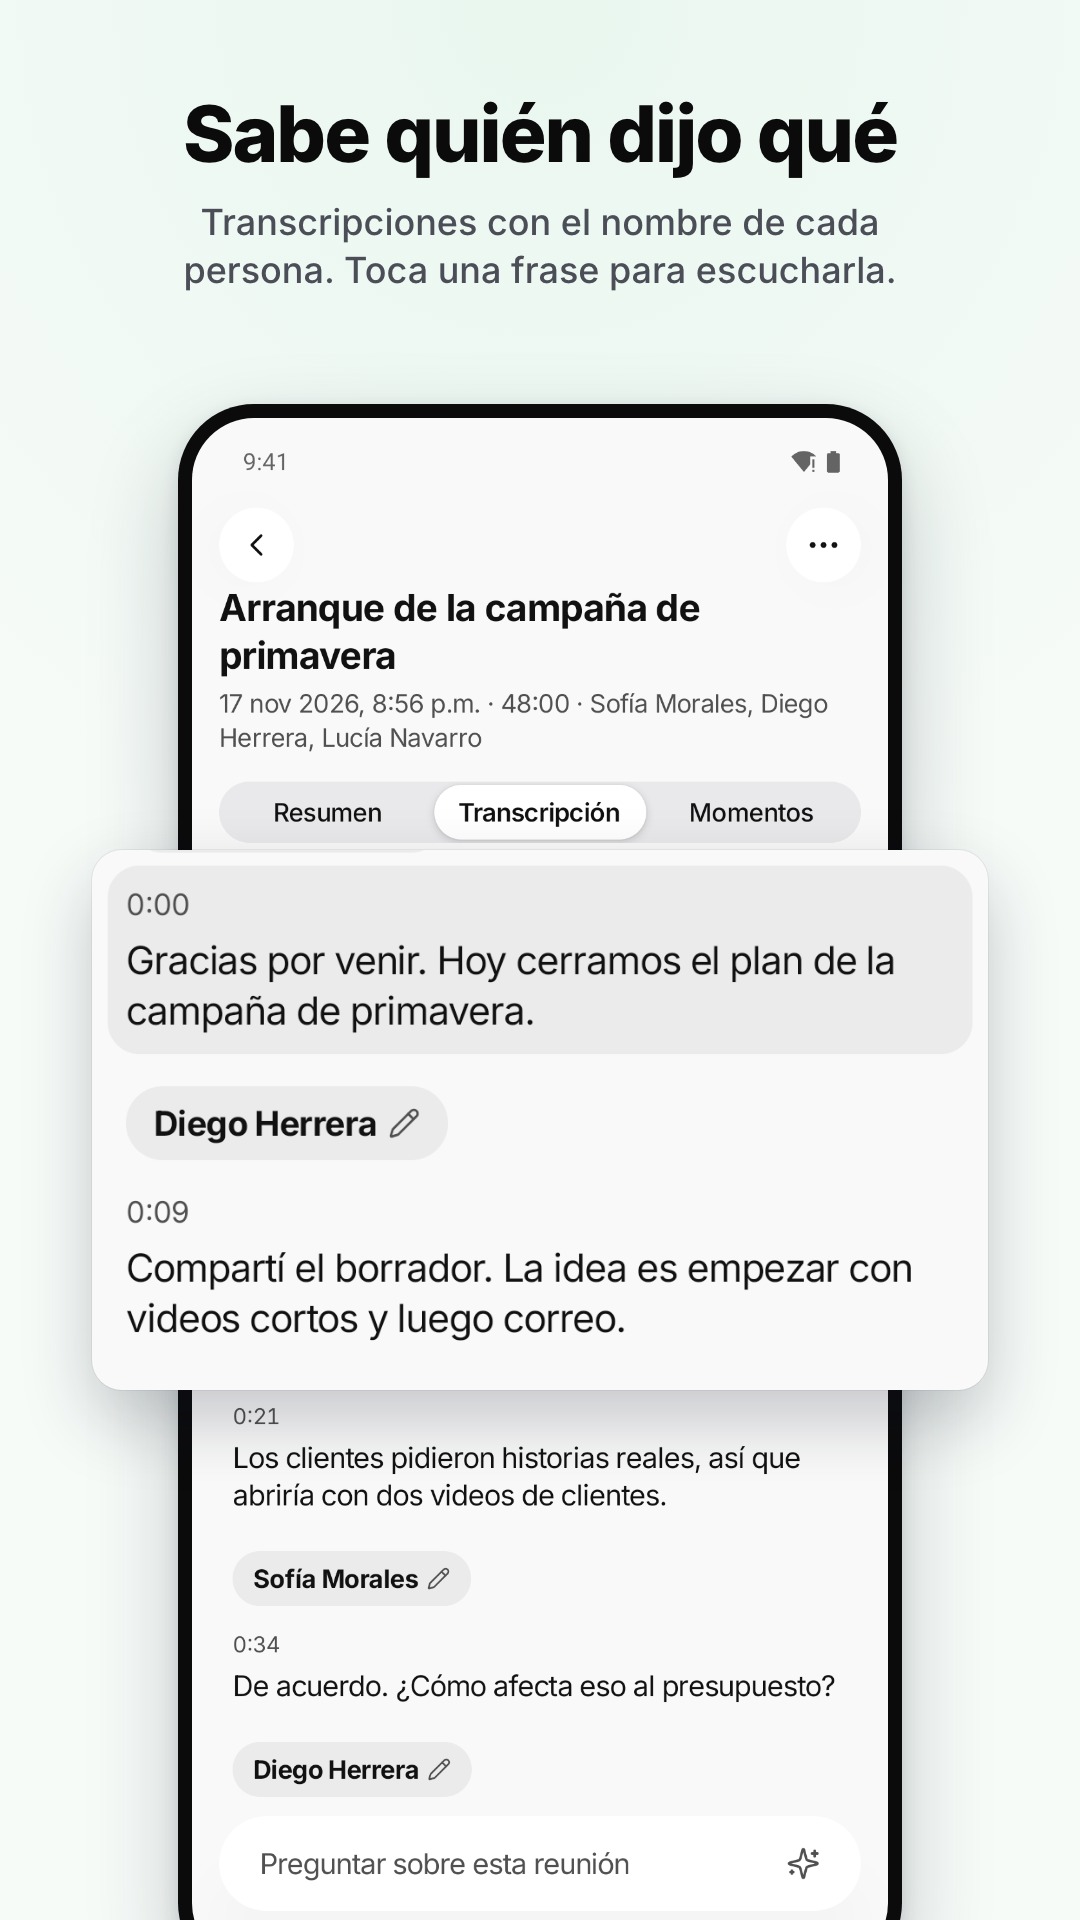 Sabe quién dijo qué
Transcripciones con el nombre de cada
persona. Toca una frase para escucharla.
9:41
Arranque de la campaña de
primavera
17 nov 2026, 8:56 p.m. · 48:00 · Sofía Morales, Diego
Herrera, Lucía Navarro
Resumen Transcripción Momentos
0:00
Gracias por venir. Hoy cerramos el plan de la
campaña de primavera.
Diego Herrera
0:09
Compartí el borrador. La idea es empezar con
videos cortos y luego correo.
0:21
Los clientes pidieron historias reales, así que
abriría con dos videos de clientes.
Sofía Morales
0:34
De acuerdo. ¿Cómo afecta eso al presupuesto?
Diego Herrera
Preguntar sobre esta reunión